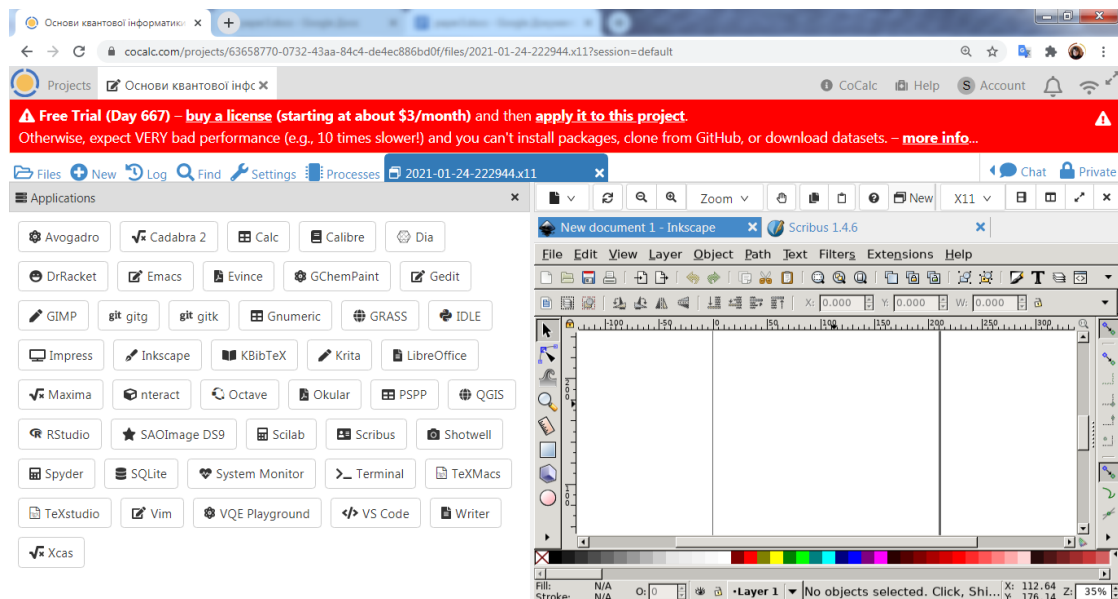 Основи квантової інформатики
cocalc.com/projects/63658770-0732-43aa-84c4-de4ec886bd0f/files/2021-01-24-222944.x11?session=default
Projects Основи квантової інфс CoCalc Help S Account
Free Trial (Day 667) – buy a license (starting at about $3/month) and then apply it to this project.
Otherwise, expect VERY bad performance (e.g., 10 times slower!) and you can't install packages, clone from GitHub, or download datasets. – more info...
Files New Log Find Settings Processes 2021-01-24-222944.x11 Chat Private
Applications
Avogadro Cadabra 2 Calc Calibre Dia
DrRacket Emacs Evince GChemPaint Gedit
GIMP git gitg git gitk Gnumeric GRASS IDLE
Impress Inkscape KBibTeX Krita LibreOffice
Maxima nteract Octave Okular PSPP QGIS
RStudio SAOImage DS9 Scilab Scribus Shotwell
Spyder SQLite System Monitor Terminal TeXMacs
TeXstudio Vim VQE Playground VS Code Writer
Xcas
Zoom New X11
New document 1 - Inkscape Scribus 1.4.6
File Edit View Layer Object Path Text Filters Extensions Help
X: 0.000 Y: 0.000 W: 0.000
-100 -50 0 50 100 150 200 250 300
200
100
Fill: N/A O: 0 Layer 1 No objects selected. Click, Shi... X: 112.64 Z: 35%
Stroke: N/A Y: 176.14